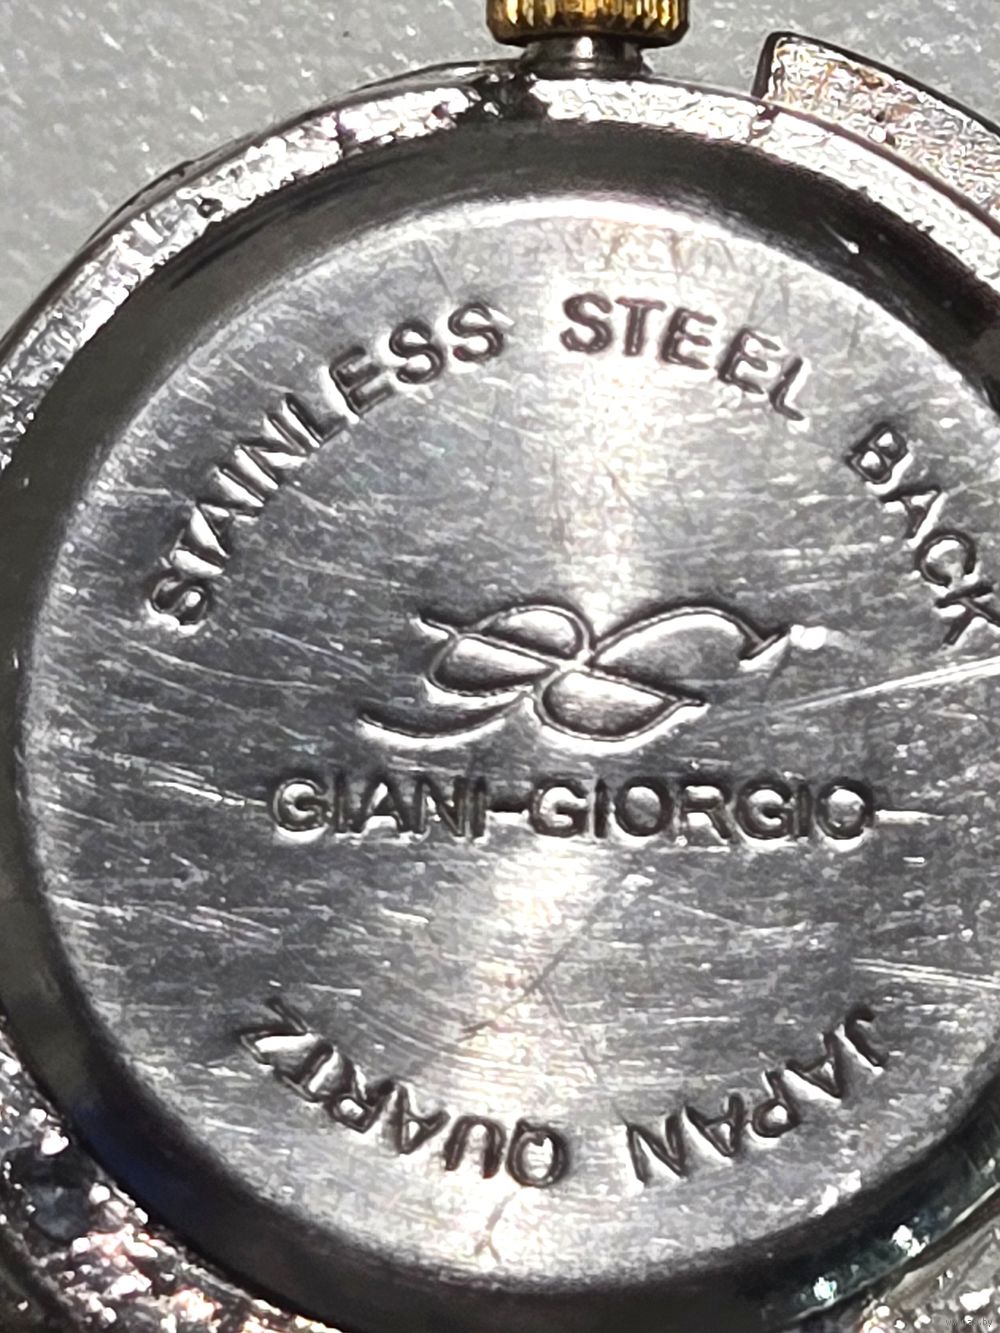 STAINLESS STEEL BACK
GIANI-GIORGIO
JAPAN QUARTZ